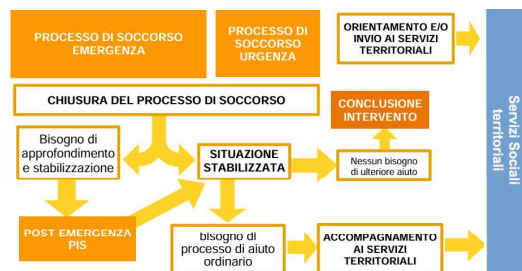 PROCESSO DI SOCCORSO
EMERGENZA
PROCESSO DI
SOCCORSO
URGENZA
ORIENTAMENTO E/O
INVIO AI SERVIZI
TERRITORIALI
CHIUSURA DEL PROCESSO DI SOCCORSO
CONCLUSIONE
INTERVENTO
Bisogno di
approfondimento
e stabilizzazione
SITUAZIONE
STABILIZZATA
Nessun bisogno
di ulteriore aiuto
POST EMERGENZA
PIS
bisogno di
processo di aiuto
ordinario
ACCOMPAGNAMENTO
AI SERVIZI
TERRITORIALI
Servizi Sociali
territoriali